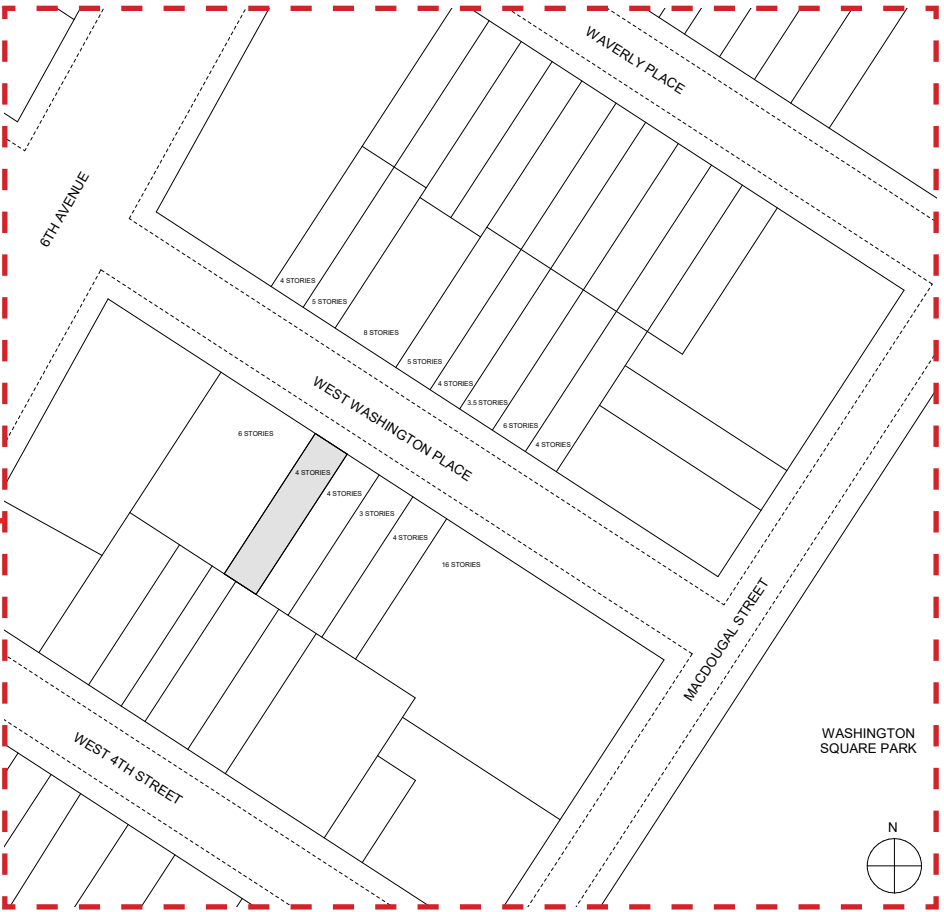 WAVERLY PLACE
6TH AVENUE
4 STORIES
5 STORIES
8 STORIES
5 STORIES
4 STORIES
3.5 STORIES
6 STORIES
4 STORIES
WEST WASHINGTON PLACE
6 STORIES
4 STORIES
4 STORIES
3 STORIES
4 STORIES
16 STORIES
MACDOUGAL STREET
WASHINGTON
SQUARE PARK
WEST 4TH STREET
N